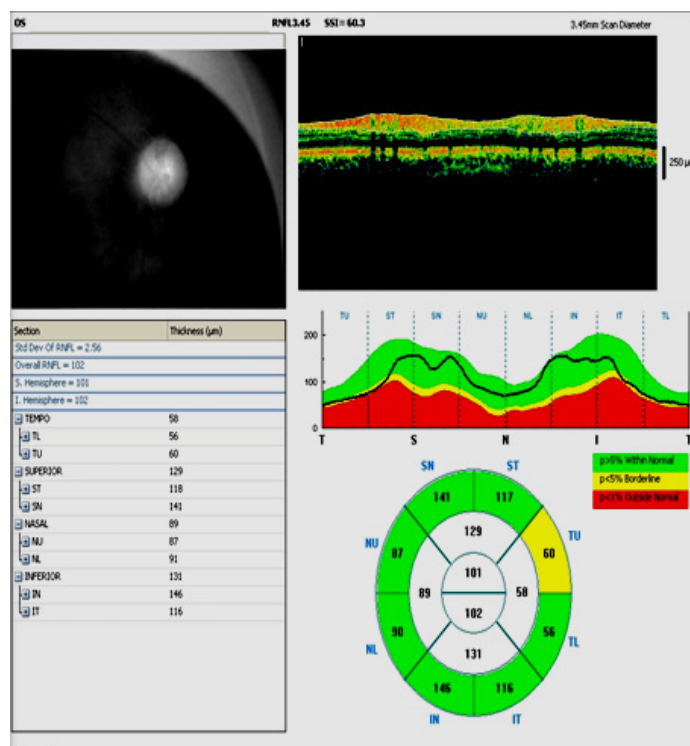 OS RNFL3.45 SSI=60.3 3.45mm Scan Diameter
250 µ
Section Thickness (µm)
Std Dev Of RNFL = 2.56
Overall RNFL = 102
S. Hemisphere = 101
I. Hemisphere = 102
TEMPO 58
TL 56
TU 60
SUPERIOR 129
ST 118
SN 141
NASAL 89
NU 87
NL 91
INFERIOR 131
IN 146
IT 116
TU ST SN NU NL IN IT TL
200
100
0
T S N I T
p>5% Within Normal
p<5% Borderline
p<1% Outside Normal
SN ST
141 117
129
NU TU
87 60
101
89 58
102
90 56
NL TL
131
146 116
IN IT